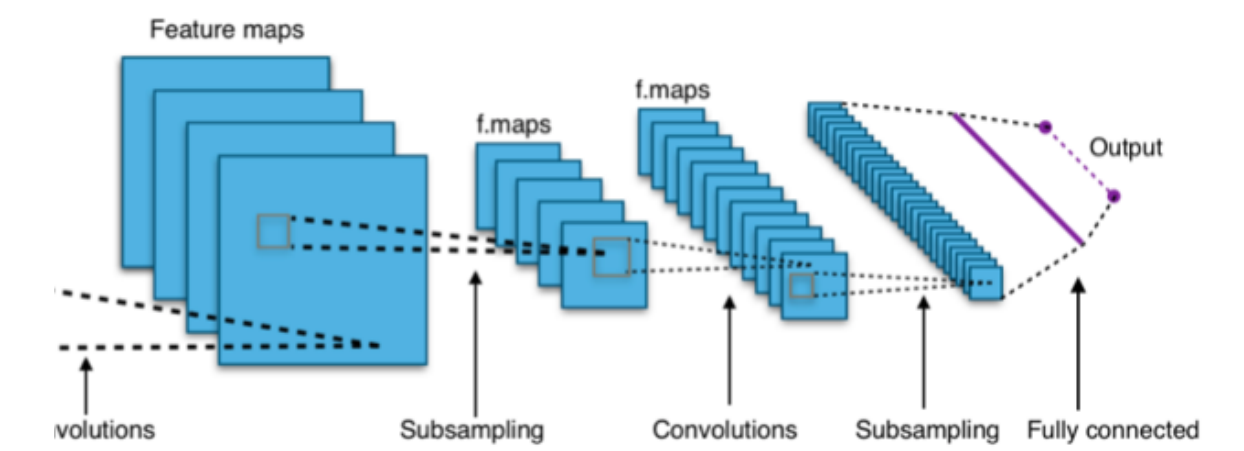 Feature maps
f.maps
f.maps
Output
volutions
Subsampling
Convolutions
Subsampling
Fully connected